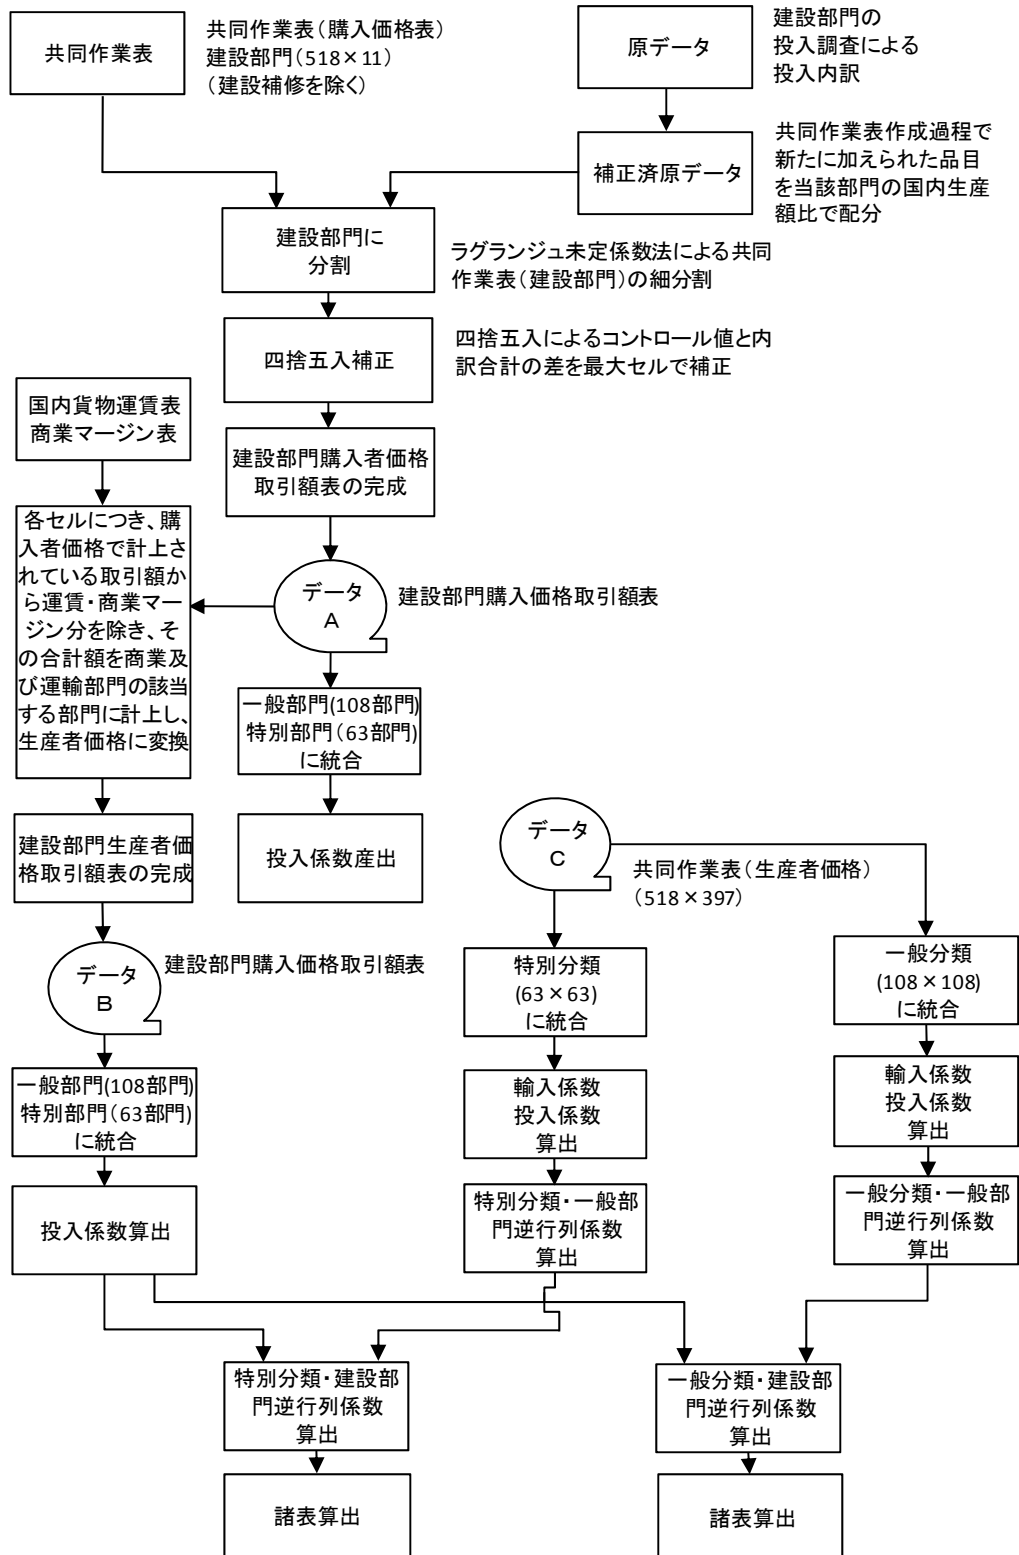 共同作業表
共同作業表（購入価格表）
建設部門（518×11）
（建設補修を除く）
原データ
建設部門の
投入調査による
投入内訳
補正済原データ
共同作業表作成過程で
新たに加えられた品目
を当該部門の国内生産
額比で配分
建設部門に
分割
ラグランジュ未定係数法による共同
作業表（建設部門）の細分割
四捨五入補正
四捨五入によるコントロール値と内
訳合計の差を最大セルで補正
国内貨物運賃表
商業マージン表
建設部門購入者価格
取引額表の完成
各セルにつき、購
入者価格で計上さ
れている取引額か
ら運賃・商業マー
ジン分を除き、そ
の合計額を商業及
び運輸部門の該当
する部門に計上し、
生産者価格に変換
データ
A
建設部門購入価格取引額表
一般部門(108部門)
特別部門（63部門)
に統合
投入係数産出
建設部門生産者価
格取引額表の完成
データ
C
共同作業表（生産者価格）
（518×397）
データ
B
建設部門購入価格取引額表
特別分類
(63×63)
に統合
一般分類
(108×108)
に統合
一般部門(108部門)
特別部門（63部門)
に統合
輸入係数
投入係数
算出
輸入係数
投入係数
算出
投入係数算出
特別分類・一般部
門逆行列係数
算出
一般分類・一般部
門逆行列係数
算出
特別分類・建設部
門逆行列係数
算出
一般分類・建設部
門逆行列係数
算出
諸表算出
諸表算出